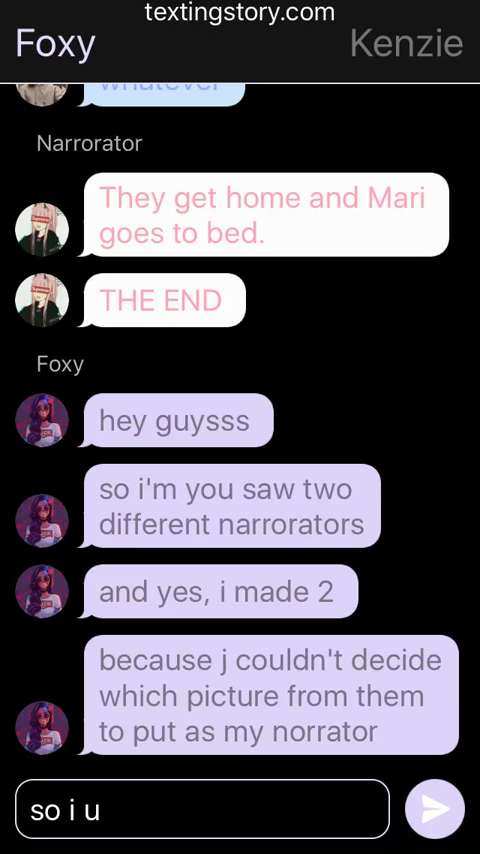 textingstory.com
Foxy
Kenzie
whatever
Narrorator
They get home and Mari
goes to bed.
THE END
Foxy
hey guysss
so i'm you saw two
different narrorators
and yes, i made 2
because j couldn't decide
which picture from them
to put as my norrator
so i u